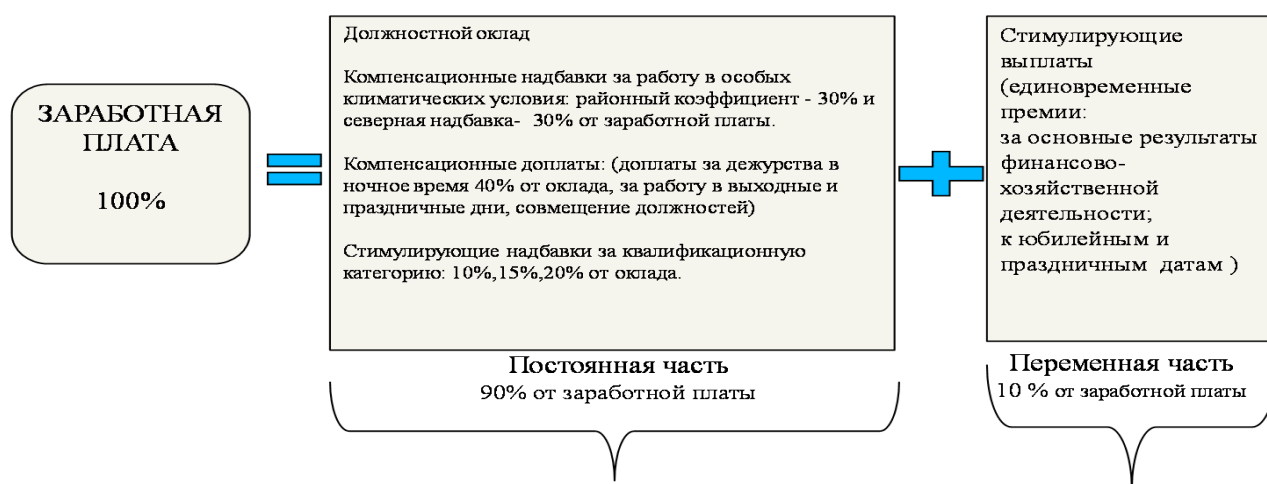 ЗАРАБОТНАЯ
ПЛАТА
100%
Должностной оклад
Компенсационные надбавки за работу в особых
климатических условия: районный коэффициент - 30% и
северная надбавка- 30% от заработной платы.
Компенсационные доплаты: (доплаты за дежурства в
ночное время 40% от оклада, за работу в выходные и
праздничные дни, совмещение должностей)
Стимулирующие надбавки за квалификационную
категорию: 10%,15%,20% от оклада.
Постоянная часть
90% от заработной платы
Стимулирующие
выплаты
(единовременные
премии:
за основные результаты
финансово-
хозяйственной
деятельности;
к юбилейным и
праздничным датам )
Переменная часть
10 % от заработной платы